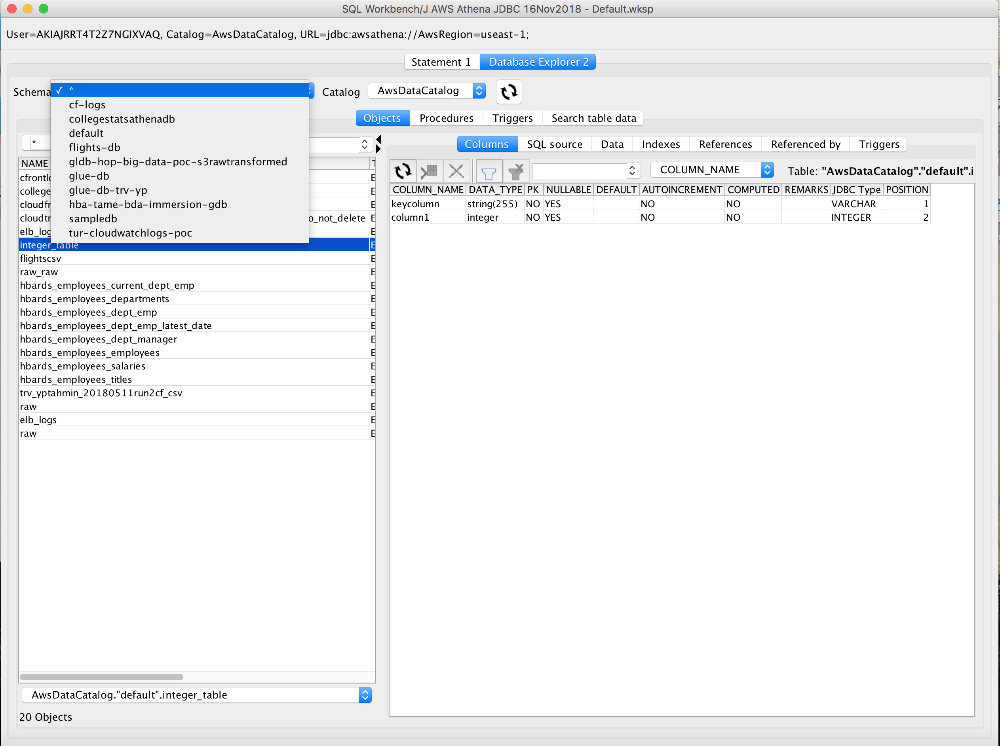 SQL Workbench/J AWS Athena JDBC 16Nov2018 - Default.wksp
User=AKIAJRRT4T2Z7NGIXVAQ, Catalog=AwsDataCatalog, URL=jdbc:awsathena://AwsRegion=useast-1;
Statement 1 Database Explorer 2
Schema ✓ * Catalog AwsDataCatalog
cf-logs
collegestatsathenadb
default
flights-db
gldb-hop-big-data-poc-s3rawtransformed
glue-db
glue-db-trv-yp
hba-tame-bda-immersion-gdb
sampledb
tur-cloudwatchlogs-poc
Objects Procedures Triggers Search table data
*
NAME T
cfrontlo E
college E
cloudfr E
cloudtr o_not_delete E
elb_log E
integer_table E
flightscsv E
raw_raw E
hbards_employees_current_dept_emp E
hbards_employees_departments E
hbards_employees_dept_emp E
hbards_employees_dept_emp_latest_date E
hbards_employees_dept_manager E
hbards_employees_employees E
hbards_employees_salaries E
hbards_employees_titles E
trv_yptahmin_20180511run2cf_csv E
raw E
elb_logs E
raw E
AwsDataCatalog."default".integer_table
20 Objects
Columns SQL source Data Indexes References Referenced by Triggers
COLUMN_NAME Table: "AwsDataCatalog"."default".i
COLUMN_NAME DATA_TYPE PK NULLABLE DEFAULT AUTOINCREMENT COMPUTED REMARKS JDBC Type POSITION
keycolumn string(255) NO YES NO NO VARCHAR 1
column1 integer NO YES NO NO INTEGER 2